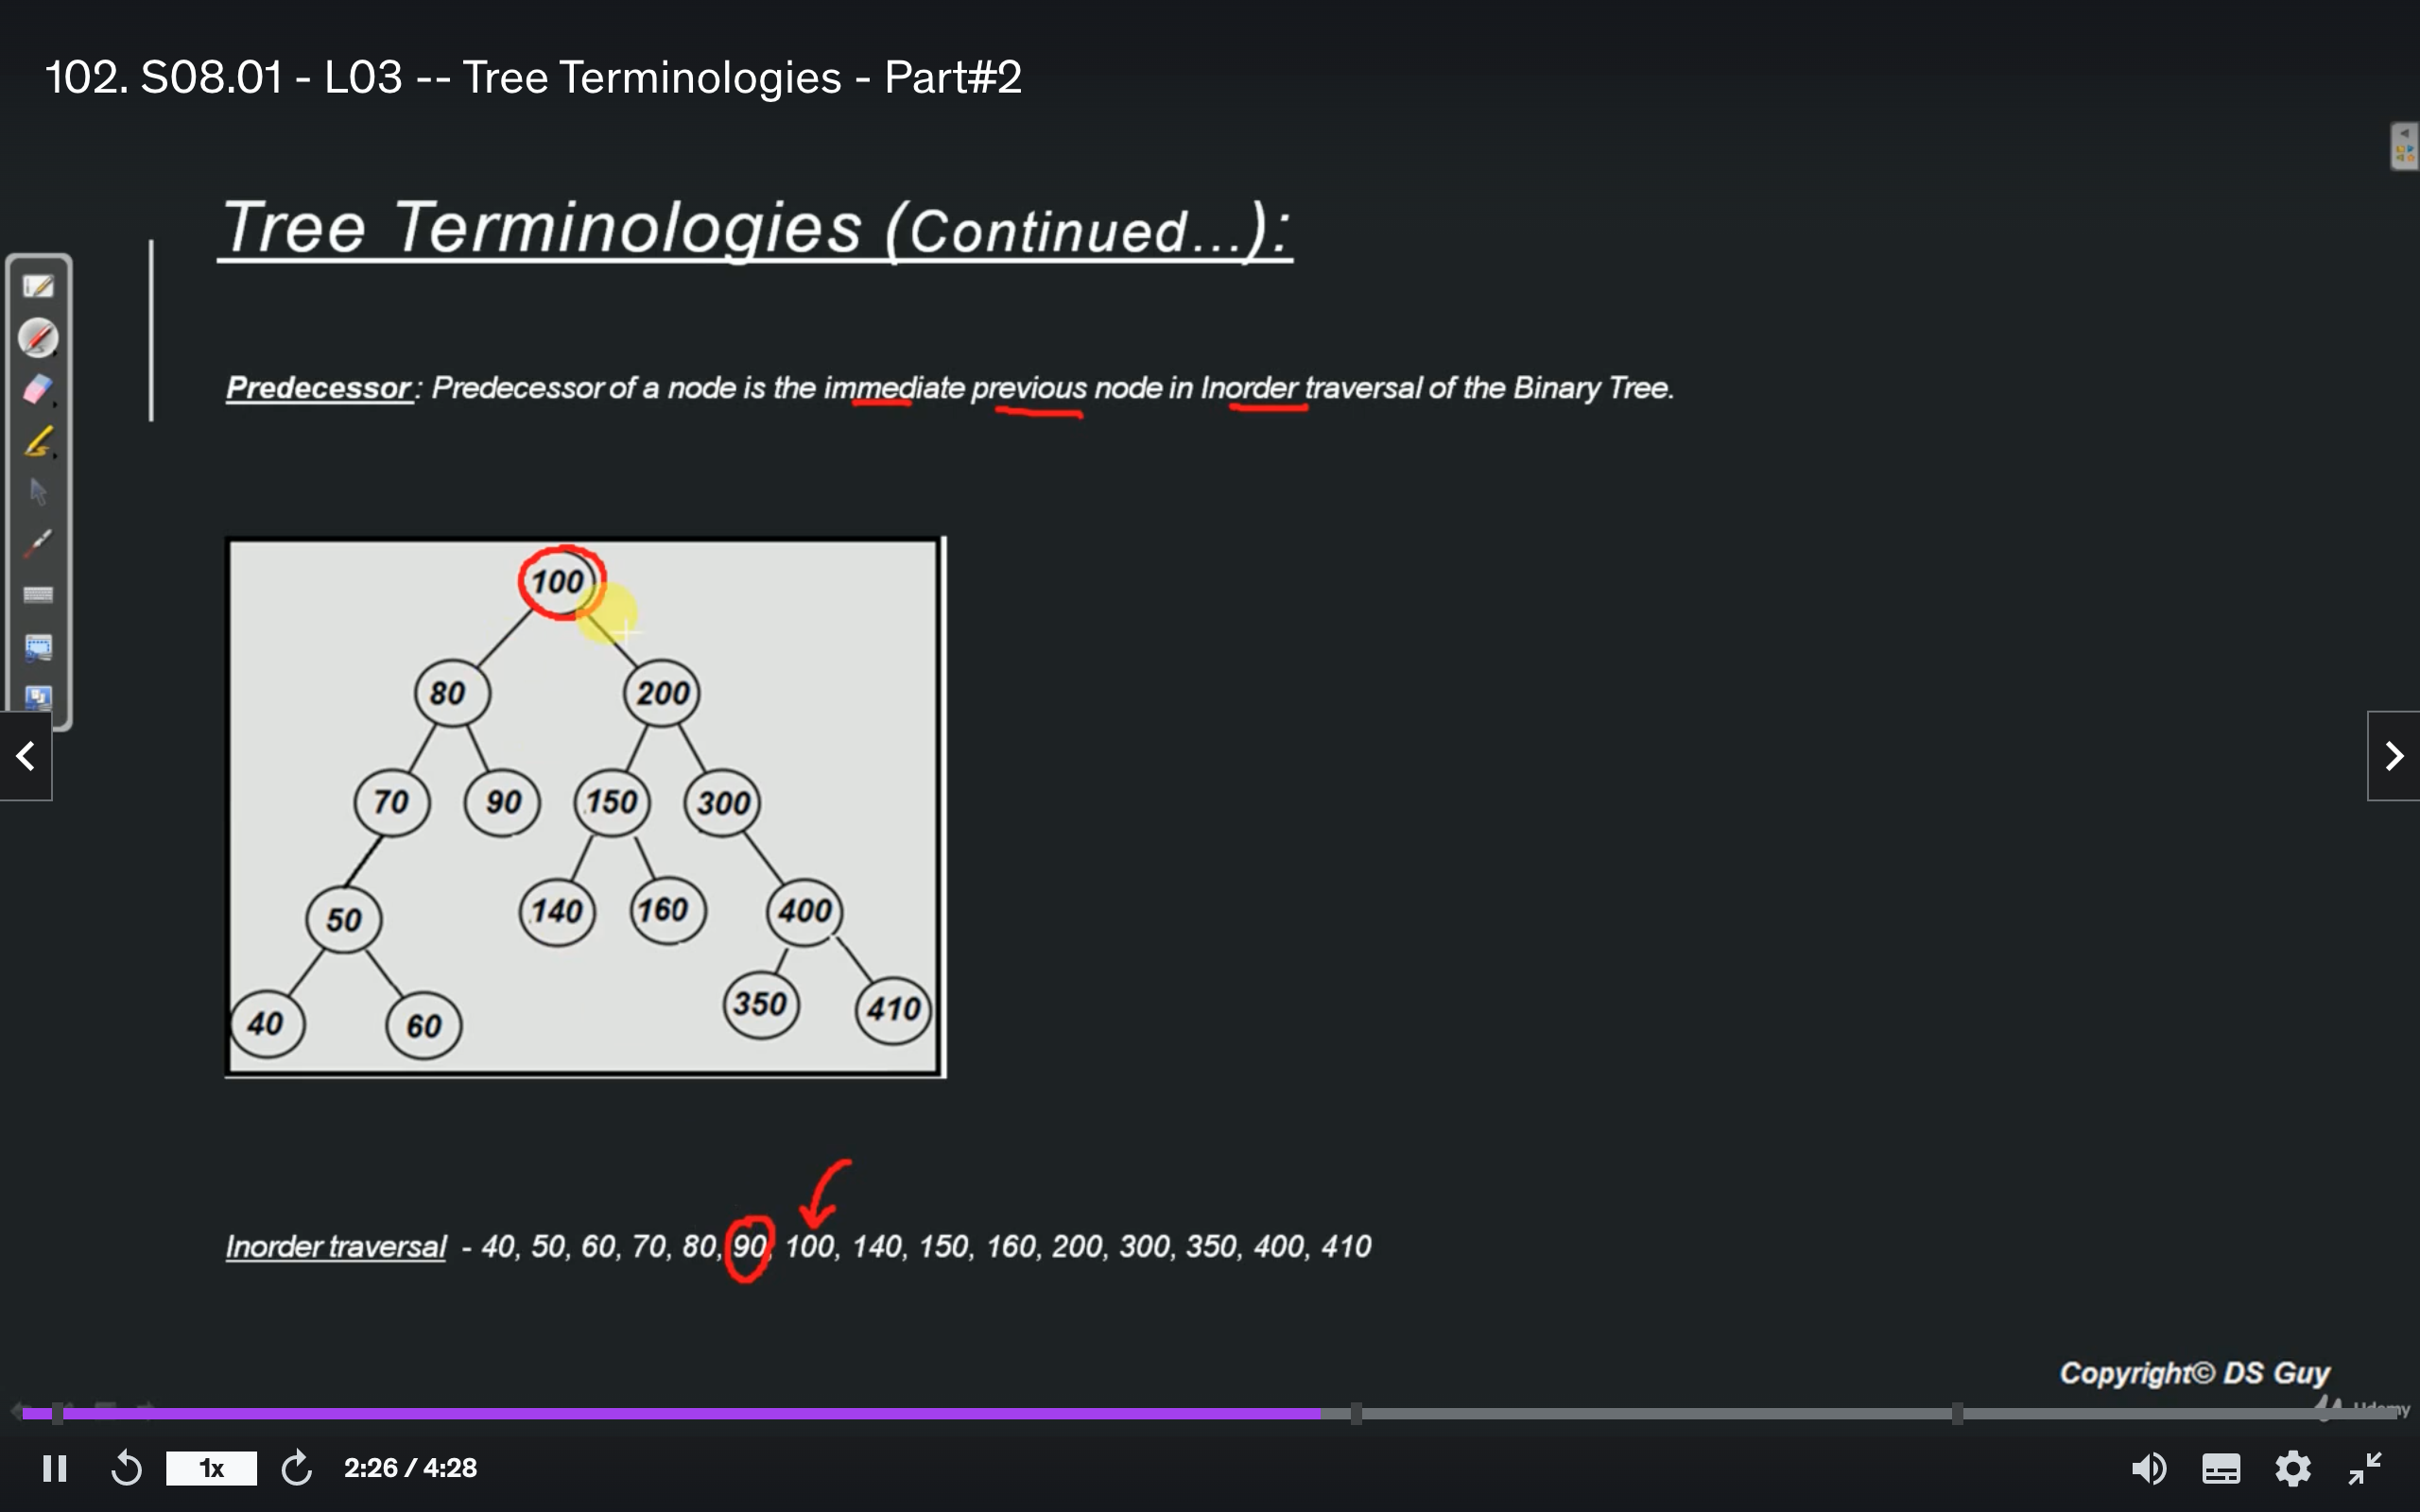 102. S08.01 - L03 -- Tree Terminologies - Part#2
Tree Terminologies (Continued...):
Predecessor: Predecessor of a node is the immediate previous node in Inorder traversal of the Binary Tree.
100
80 200
70 90 150 300
50 140 160 400
40 60 350 410
Inorder traversal - 40, 50, 60, 70, 80, 90, 100, 140, 150, 160, 200, 300, 350, 400, 410
Copyright© DS Guy
Udemy
1x 2:26 / 4:28